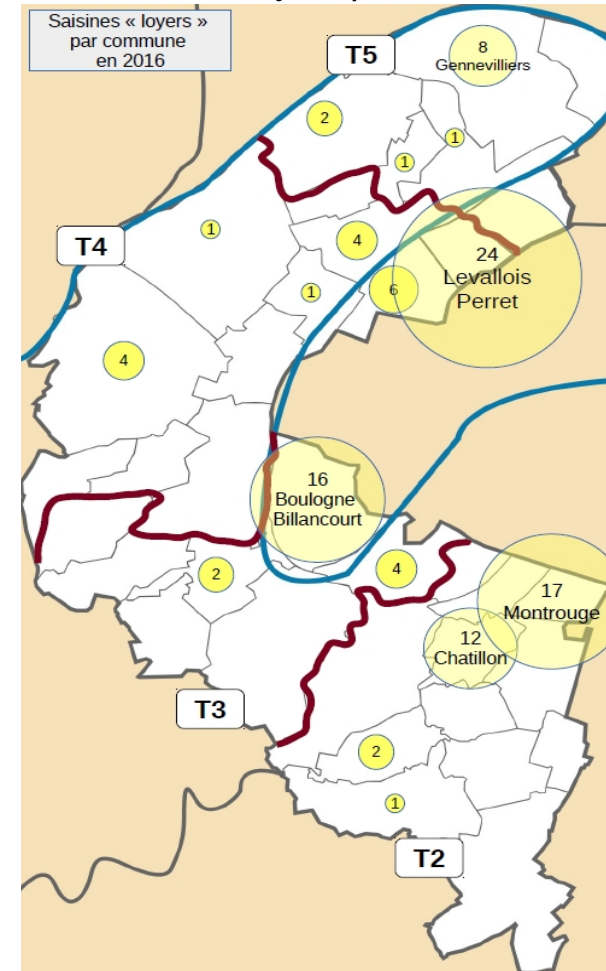 Saisines « loyers »
par commune
en 2016
T5
8
Gennevilliers
2
1
1
1
T4
4
24
Levallois
Perret
1
6
4
16
Boulogne
Billancourt
4
2
17
Montrouge
12
Chatillon
T3
2
1
T2